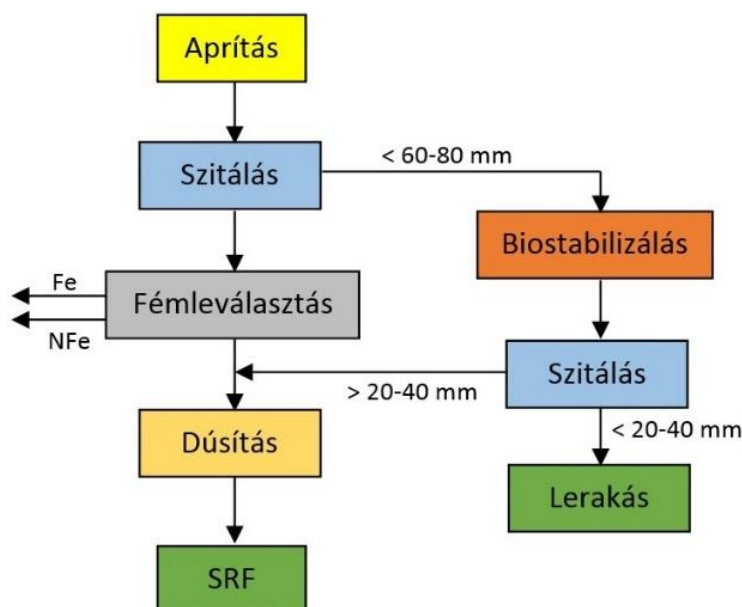 Aprítás
< 60-80 mm
Szitálás
Biostabilizálás
Fe
Fémleválasztás
NFe
Szitálás
> 20-40 mm
Dúsítás
< 20-40 mm
Lerakás
SRF